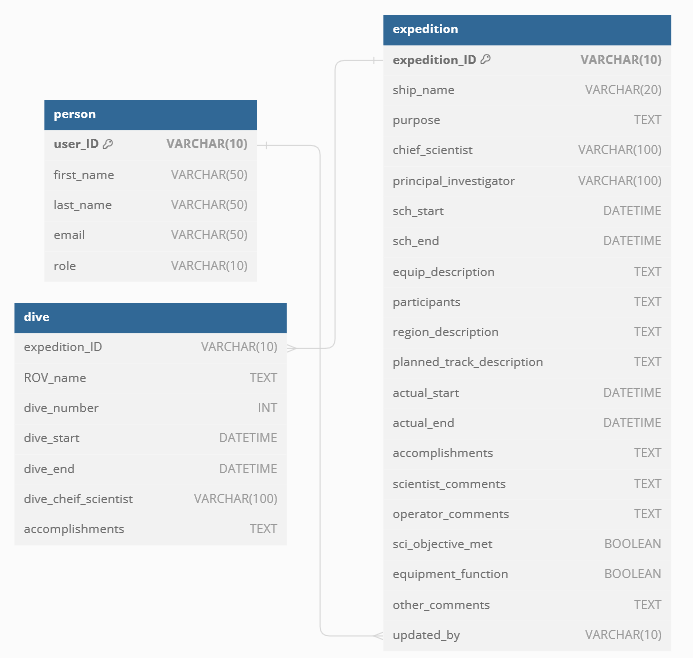 person
user_ID VARCHAR(10)
first_name VARCHAR(50)
last_name VARCHAR(50)
email VARCHAR(50)
role VARCHAR(10)
dive
expedition_ID VARCHAR(10)
ROV_name TEXT
dive_number INT
dive_start DATETIME
dive_end DATETIME
dive_cheif_scientist VARCHAR(100)
accomplishments TEXT
expedition
expedition_ID VARCHAR(10)
ship_name VARCHAR(20)
purpose TEXT
chief_scientist VARCHAR(100)
principal_investigator VARCHAR(100)
sch_start DATETIME
sch_end DATETIME
equip_description TEXT
participants TEXT
region_description TEXT
planned_track_description TEXT
actual_start DATETIME
actual_end DATETIME
accomplishments TEXT
scientist_comments TEXT
operator_comments TEXT
sci_objective_met BOOLEAN
equipment_function BOOLEAN
other_comments TEXT
updated_by VARCHAR(10)